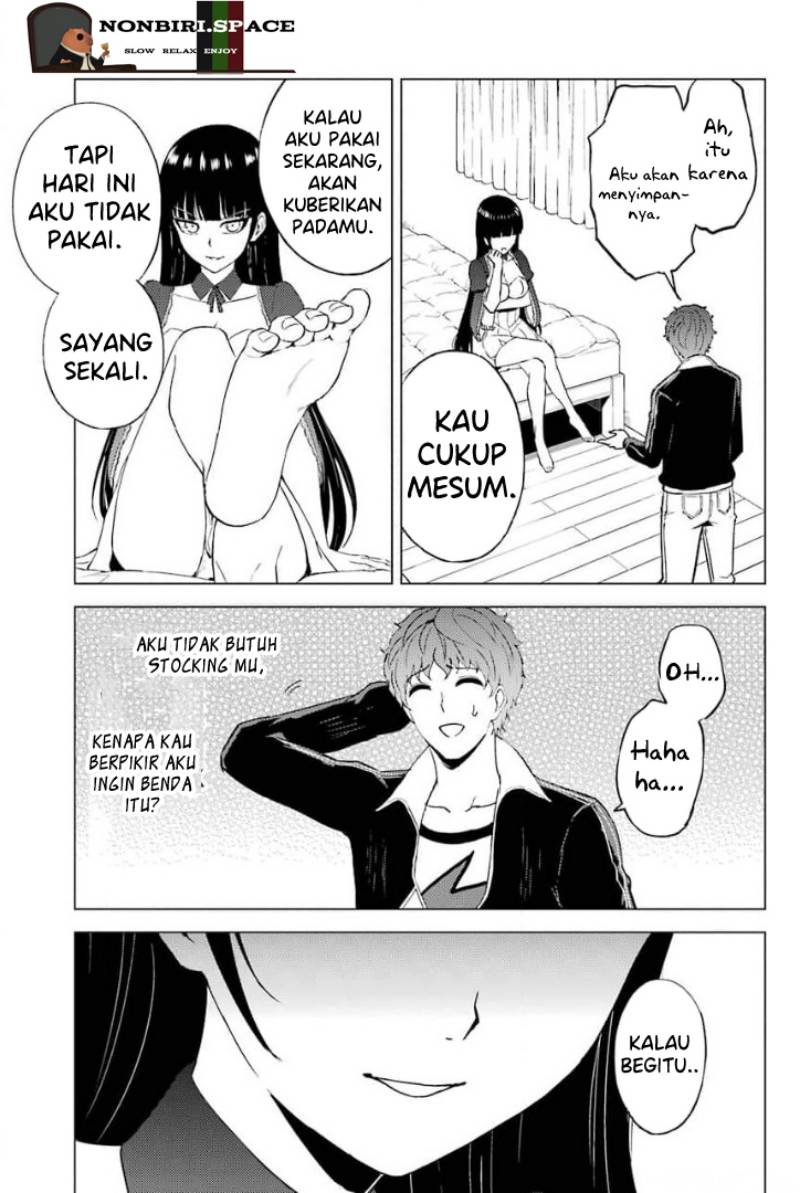 NONBIRI.SPACE
SLOW RELAX ENJOY
Ah,
itu
karena
Aku akan
menyimpan-
nya.
KAU
CUKUP
MESUM.
KALAU
AKU PAKAI
SEKARANG,
AKAN
KUBERIKAN
PADAMU.
TAPI
HARI INI
AKU TIDAK
PAKAI.
SAYANG
SEKALI.
OH...
Haha
ha...
AKU TIDAK BUTUH
STOCKING MU,
KENAPA KAU
BERPIKIR AKU
INGIN BENDA
ITU?
KALAU
BEGITU..